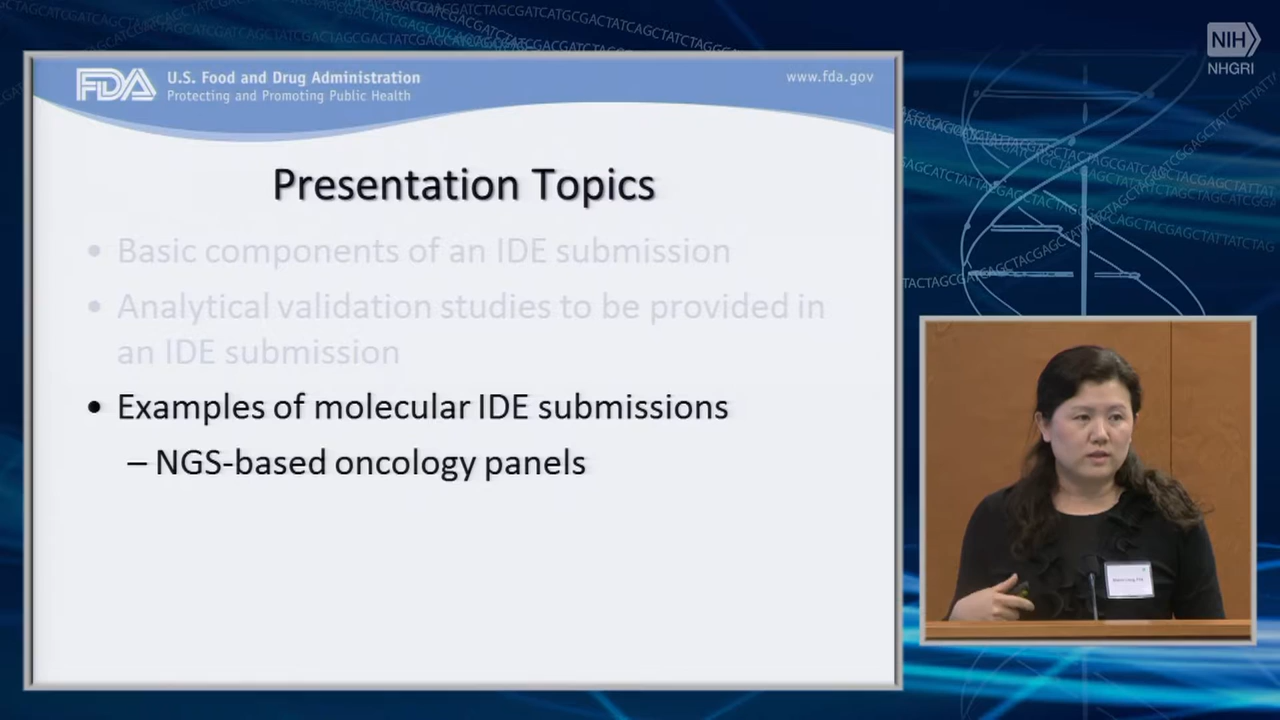 NIH
NHGRI
FDA
U.S. Food and Drug Administration
Protecting and Promoting Public Health
www.fda.gov
Presentation Topics
• Basic components of an IDE submission
• Analytical validation studies to be provided in
an IDE submission
• Examples of molecular IDE submissions
– NGS-based oncology panels